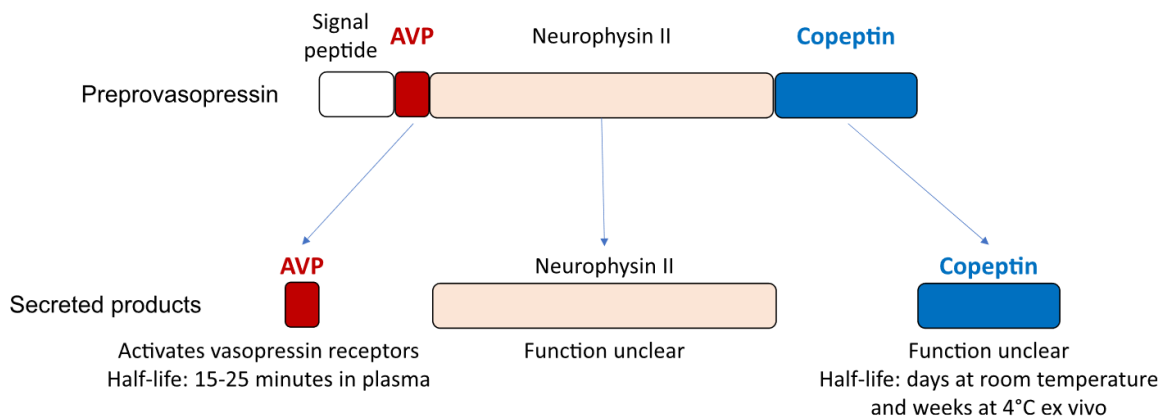 Signal
peptide
AVP
Neurophysin II
Copeptin
Preprovasopressin
AVP
Neurophysin II
Copeptin
Secreted products
Activates vasopressin receptors
Half-life: 15-25 minutes in plasma
Function unclear
Function unclear
Half-life: days at room temperature
and weeks at 4°C ex vivo